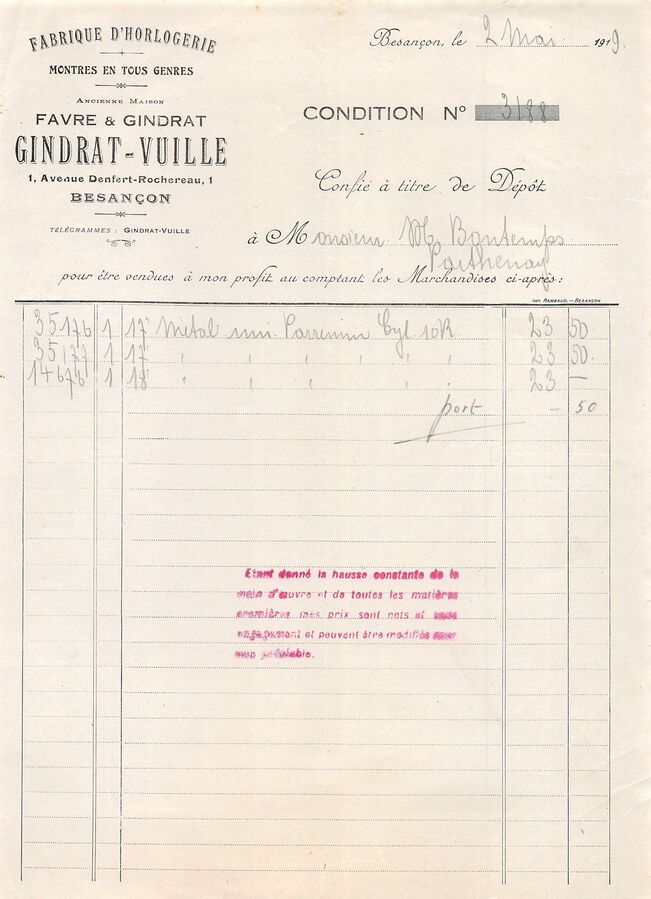 FABRIQUE D'HORLOGERIE
MONTRES EN TOUS GENRES
ANCIENNE MAISON
FAVRE & GINDRAT
GINDRAT-VUILLE
1, Avenue Denfert-Rochereau, 1
BESANÇON
TÉLÉGRAMMES : GINDRAT-VUILLE
Besançon, le 2 Mai 1919.
CONDITION N° 3188
Confié à titre de Dépôt
à Monsieur M Bontemps
Parthenay
pour être vendues à mon profit au comptant les Marchandises ci-après :
IMP. RAMBAUD. — BESANÇON
35176 1 17''' Métal uni Parrenin Cyl 10R 23 50
35177 1 17 " " " " " " 23 50.
14676 1 18 " " " " " 23 —
port — 50
Etant donné la hausse constante de la
main d'œuvre et de toutes les matières
premières mes prix sont nets et sans
engagement et peuvent être modifiés sans
avis préalable.